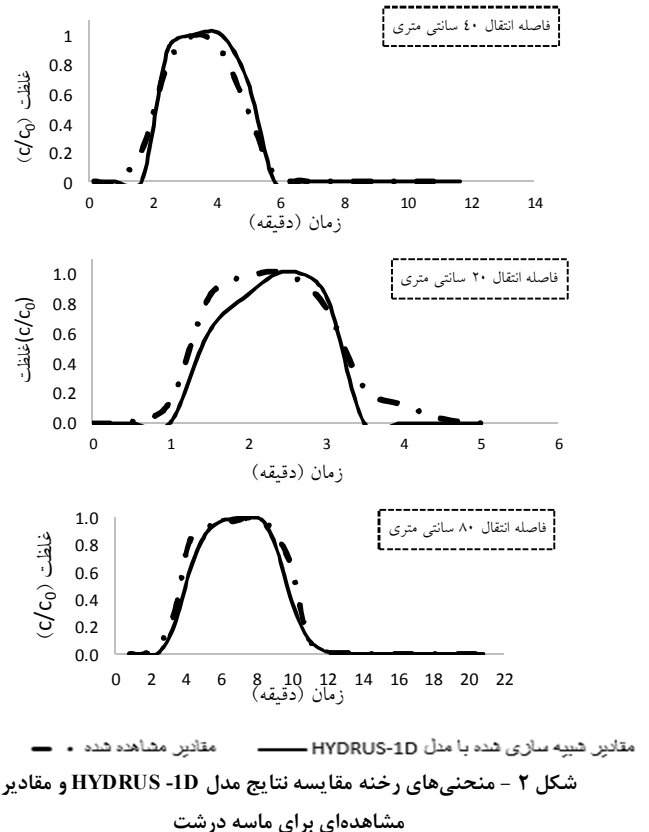 فاصله انتقال ٤٠ سانتی متری
غلظت (c/c0)
1
0.8
0.6
0.4
0.2
0
0 2 4 6 8 10 12 14
زمان (دقیقه)
فاصله انتقال ٢٠ سانتی متری
غلظت(c/c0)
1.0
0.8
0.6
0.4
0.2
0.0
0 1 2 3 4 5 6
زمان (دقیقه)
فاصله انتقال ٨٠ سانتی متری
غلظت (c/c0)
1.0
0.8
0.6
0.4
0.2
0.0
0 2 4 6 8 10 12 14 16 18 20 22
زمان (دقیقه)
مقادیر شبیه سازی شده با مدل HYDRUS-1D مقادیر مشاهده شده
شکل ٢ – منحنی‌های رخنه مقایسه نتایج مدل HYDRUS -1D و مقادیر
مشاهده‌ای برای ماسه درشت